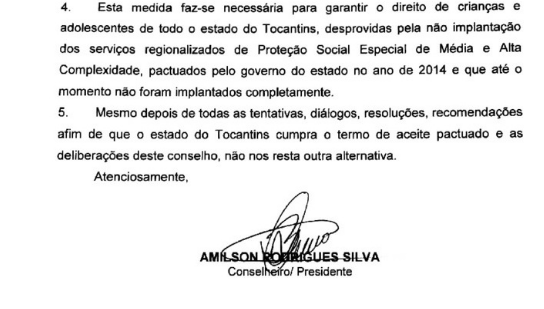 4. Esta medida faz-se necessária para garantir o direito de crianças e
adolescentes de todo o estado do Tocantins, desprovidas pela não implantação
dos serviços regionalizados de Proteção Social Especial de Média e Alta
Complexidade, pactuados pelo governo do estado no ano de 2014 e que até o
momento não foram implantados completamente.
5. Mesmo depois de todas as tentativas, diálogos, resoluções, recomendações
afim de que o estado do Tocantins cumpra o termo de aceite pactuado e as
deliberações deste conselho, não nos resta outra alternativa.
Atenciosamente,
AMILSON RODRIGUES SILVA
Conselheiro/ Presidente